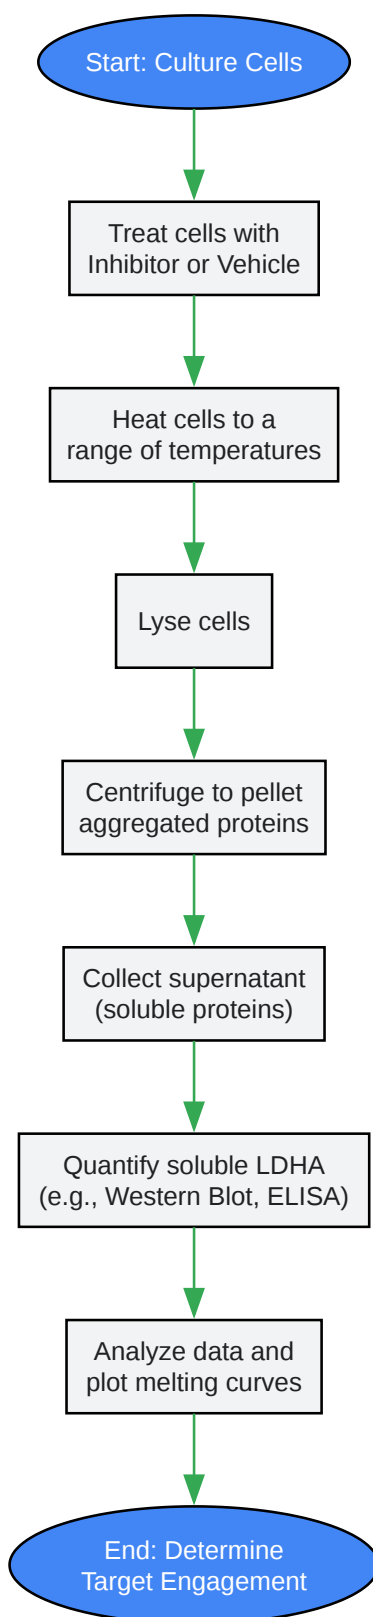 Start: Culture Cells
Treat cells with
Inhibitor or Vehicle
Heat cells to a
range of temperatures
Lyse cells
Centrifuge to pellet
aggregated proteins
Collect supernatant
(soluble proteins)
Quantify soluble LDHA
(e.g., Western Blot, ELISA)
Analyze data and
plot melting curves
End: Determine
Target Engagement